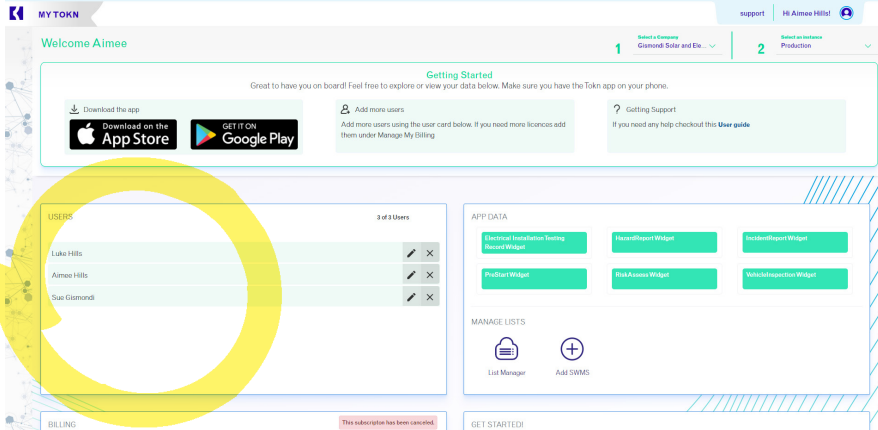 MY TOKN
support
Hi Aimee Hills!
Welcome Aimee
1
Select a Company
Gismondi Solar and Ele...
2
Select an instance
Production
Getting Started
Great to have you on board! Feel free to explore or view your data below. Make sure you have the Tokn app on your phone.
Download the app
Download on the
App Store
GET IT ON
Google Play
Add more users
Add more users using the user card below. If you need more licences add
them under Manage My Billing
Getting Support
If you need any help checkout this User guide
USERS
3 of 3 Users
Luke Hills
Aimee Hills
Sue Gismondi
APP DATA
Electrical Installation Testing
Record Widget
HazardReport Widget
IncidentReport Widget
PreStart Widget
RiskAssess Widget
VehicleInspection Widget
MANAGE LISTS
List Manager
Add SWMS
BILLING
This subscripton has been canceled.
GET STARTED!